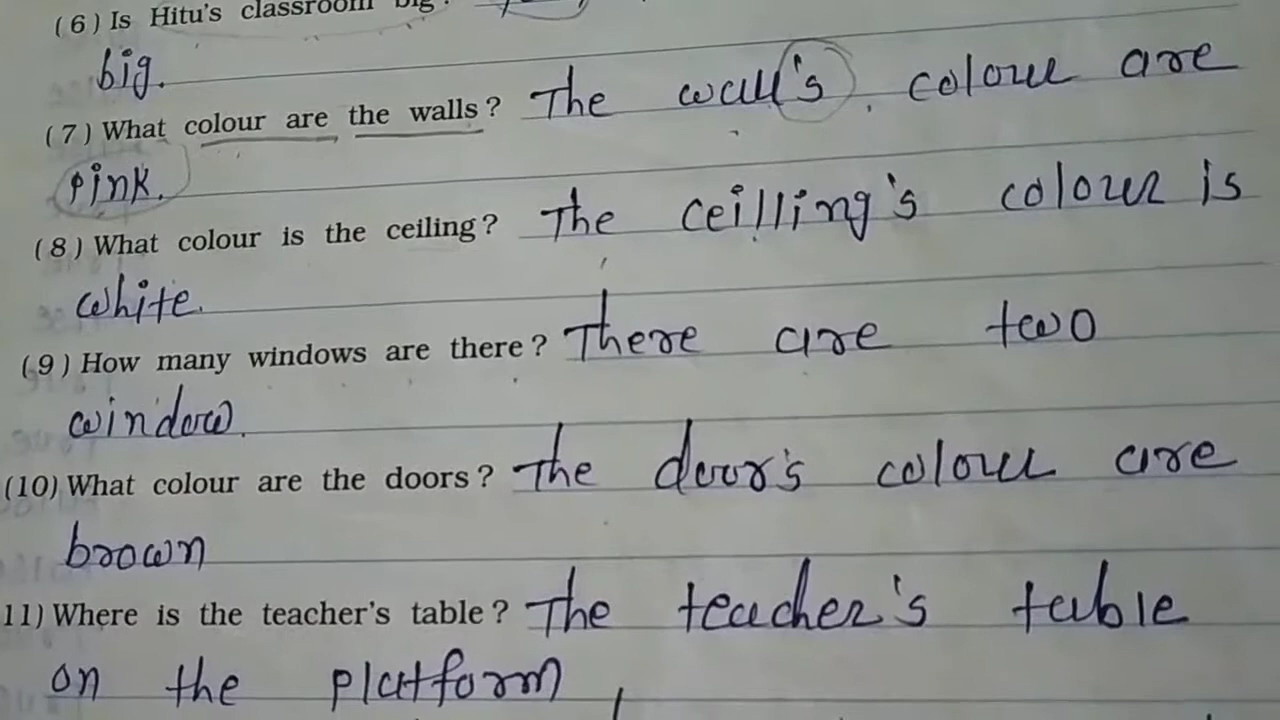 (6) Is Hitu's classroom big?
big.
(7) What colour are the walls? The wall's colour are
pink.
(8) What colour is the ceiling? The ceilling's colour is
white.
(9) How many windows are there? There are two
window.
(10) What colour are the doors? The door's colour are
brown
11) Where is the teacher's table? The teacher's table
on the platform